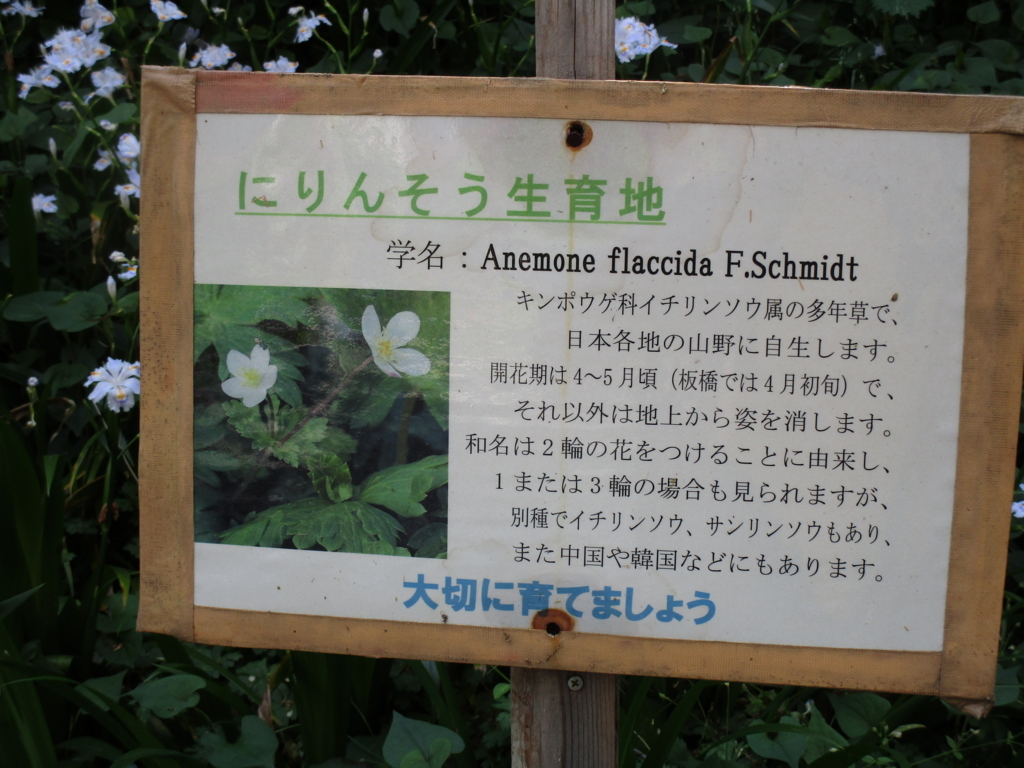 にりんそう生育地
学名：Anemone flaccida F.Schmidt
キンポウゲ科イチリンソウ属の多年草で、
日本各地の山野に自生します。
開花期は4～5月頃（板橋では4月初旬）で、
それ以外は地上から姿を消します。
和名は2輪の花をつけることに由来し、
1または3輪の場合も見られますが、
別種でイチリンソウ、サンリンソウもあり、
また中国や韓国などにもあります。
大切に育てましょう